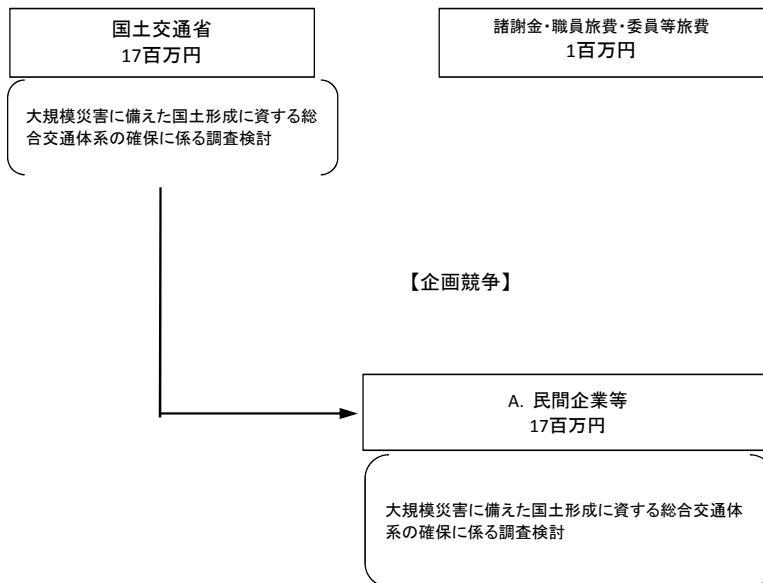 国土交通省
17百万円
諸謝金・職員旅費・委員等旅費
1百万円
大規模災害に備えた国土形成に資する総
合交通体系の確保に係る調査検討
【企画競争】
A. 民間企業等
17百万円
大規模災害に備えた国土形成に資する総合交通体
系の確保に係る調査検討